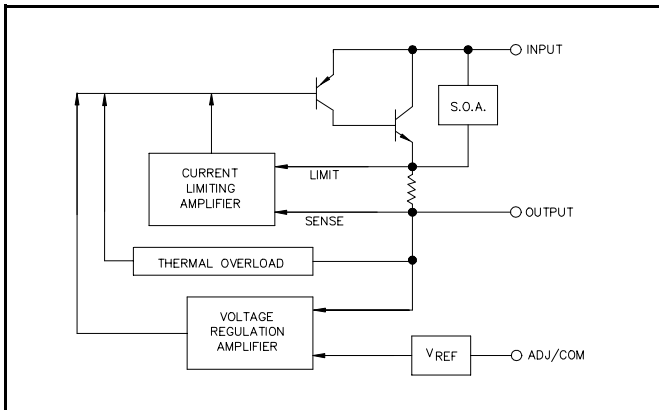 INPUT
S.O.A.
CURRENT
LIMITING
AMPLIFIER
LIMIT
SENSE
OUTPUT
THERMAL OVERLOAD
VOLTAGE
REGULATION
AMPLIFIER
VREF
ADJ/COM